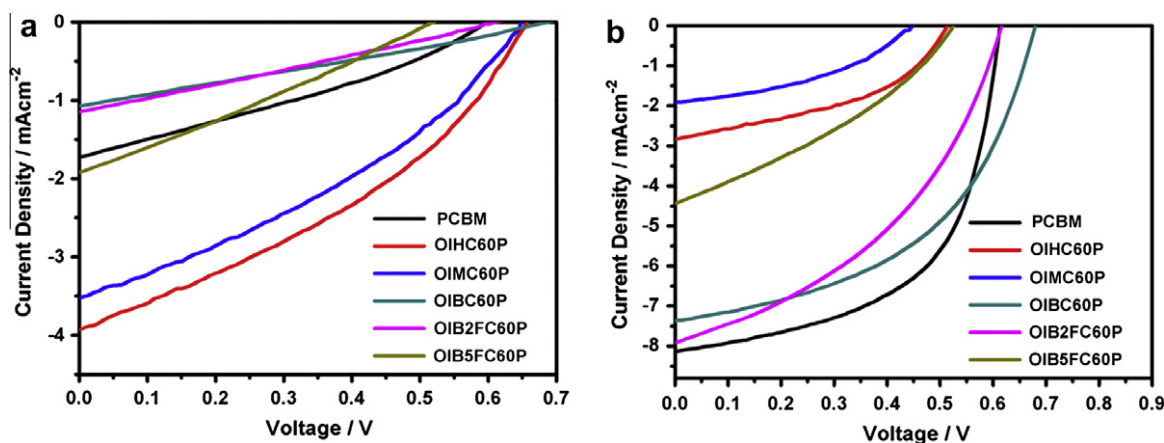 a
0
-1
-2
-3
-4
Current Density / mAcm-2
0.0 0.1 0.2 0.3 0.4 0.5 0.6 0.7
Voltage / V
PCBM
OIHC60P
OIMC60P
OIBC60P
OIB2FC60P
OIB5FC60P
b
0
-1
-2
-3
-4
-5
-6
-7
-8
Current Density / mAcm-2
0.0 0.1 0.2 0.3 0.4 0.5 0.6 0.7 0.8 0.9
Voltage / V
PCBM
OIHC60P
OIMC60P
OIBC60P
OIB2FC60P
OIB5FC60P